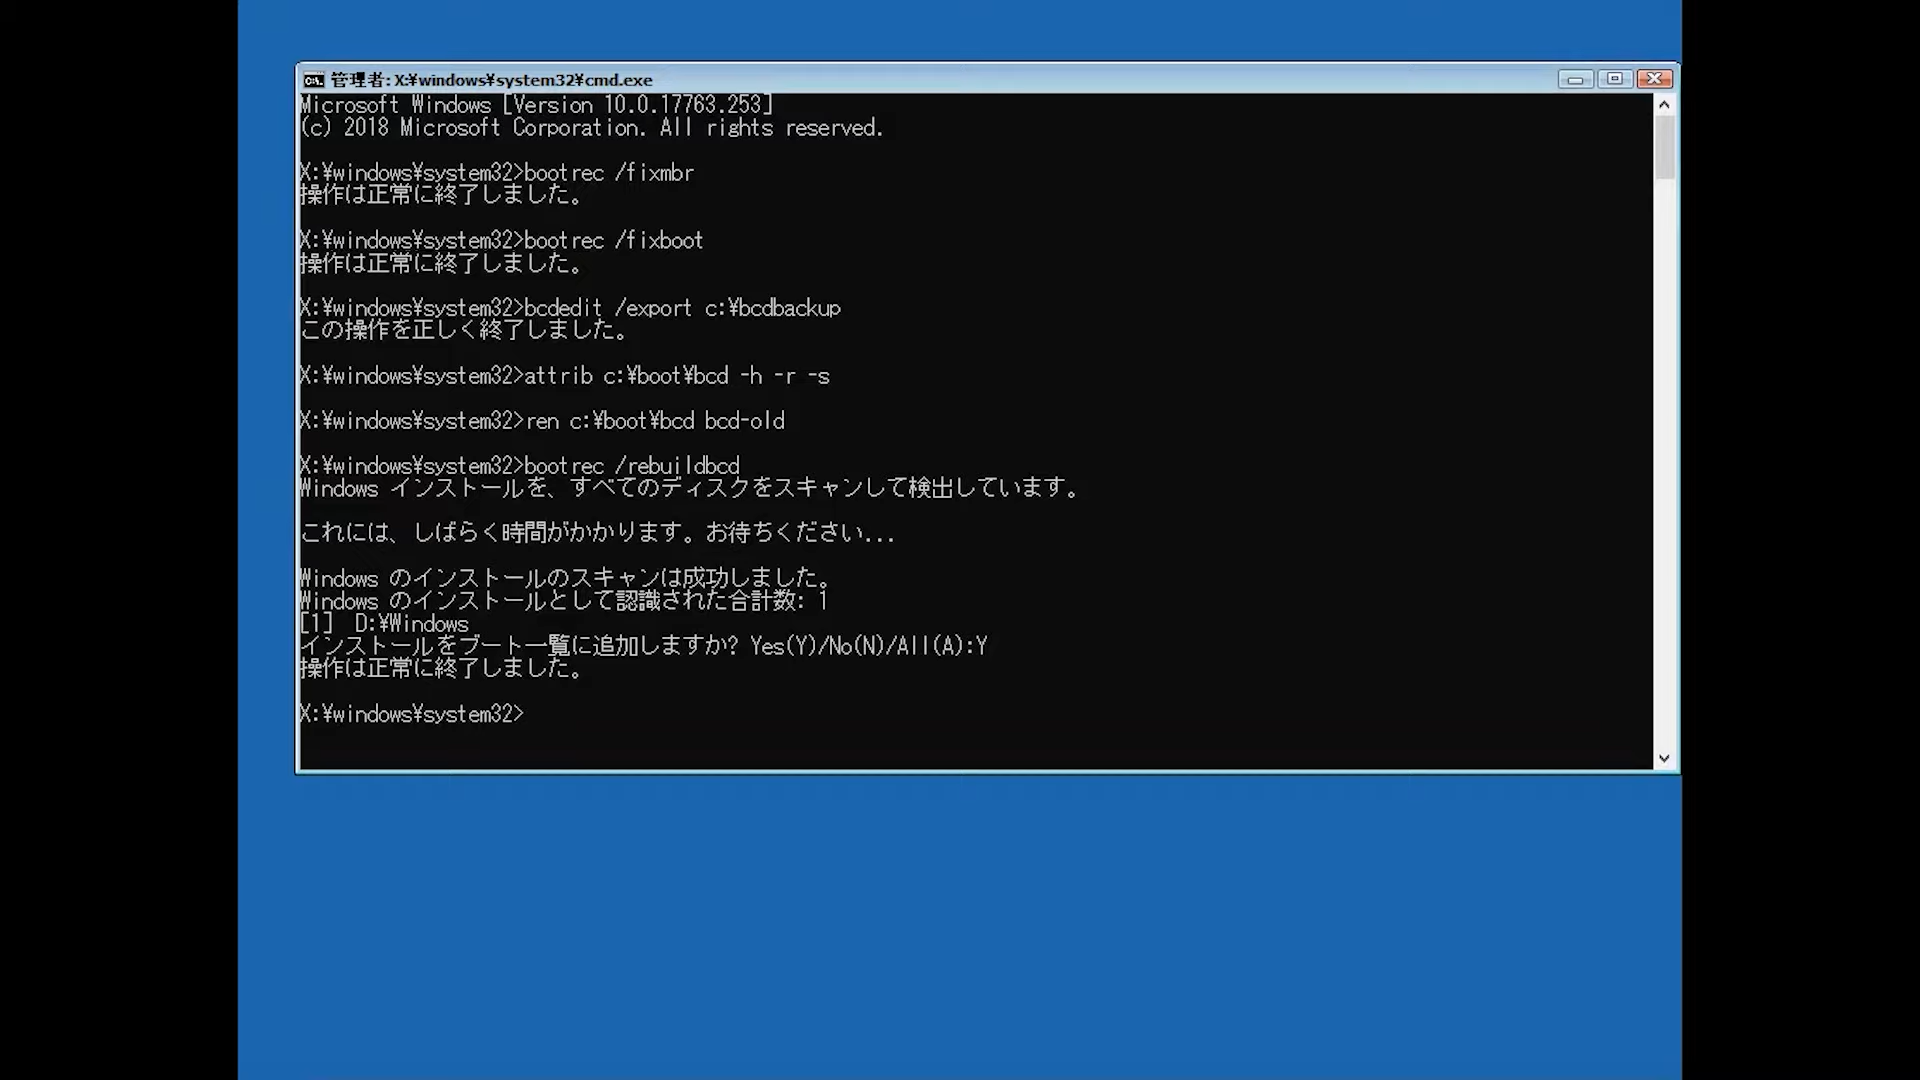 管理者: X:¥windows¥system32¥cmd.exe
Microsoft Windows [Version 10.0.17763.253]
(c) 2018 Microsoft Corporation. All rights reserved.
X:¥windows¥system32>bootrec /fixmbr
操作は正常に終了しました。
X:¥windows¥system32>bootrec /fixboot
操作は正常に終了しました。
X:¥windows¥system32>bcdedit /export c:¥bcdbackup
この操作を正しく終了しました。
X:¥windows¥system32>attrib c:¥boot¥bcd -h -r -s
X:¥windows¥system32>ren c:¥boot¥bcd bcd-old
X:¥windows¥system32>bootrec /rebuildbcd
Windows インストールを、すべてのディスクをスキャンして検出しています。
これには、しばらく時間がかかります。お待ちください...
Windows のインストールのスキャンは成功しました。
Windows のインストールとして認識された合計数: 1
[1]  D:¥Windows
インストールをブート一覧に追加しますか? Yes(Y)/No(N)/All(A):Y
操作は正常に終了しました。
X:¥windows¥system32>